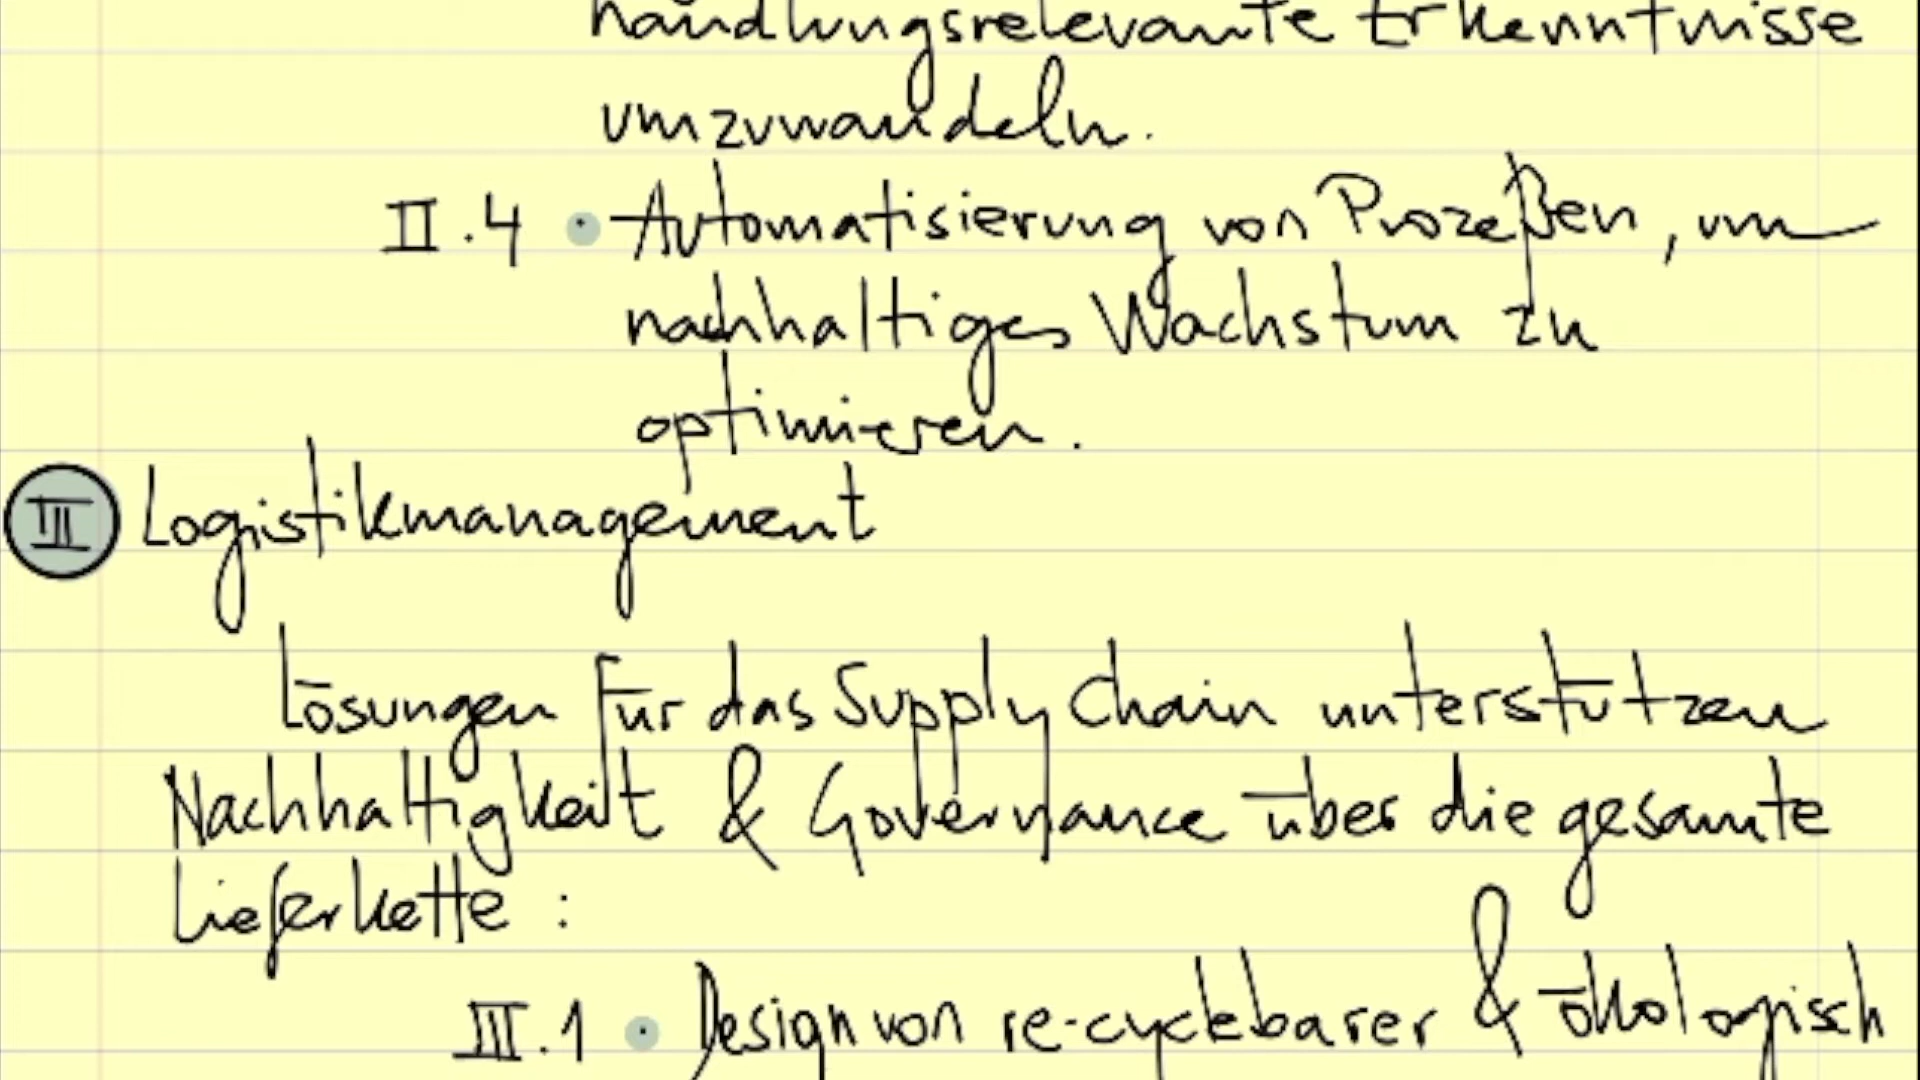 handlungsrelevante Erkenntnisse
umzuwandeln.
II.4 • Automatisierung von Prozeßen, um
nachhaltiges Wachstum zu
optimieren.
III Logistikmanagement
Lösungen für das Supply Chain unterstützen
Nachhaltigkeit & Governance über die gesamte
Lieferkette :
III.1 • Design von re-cyclebarer & ökologisch